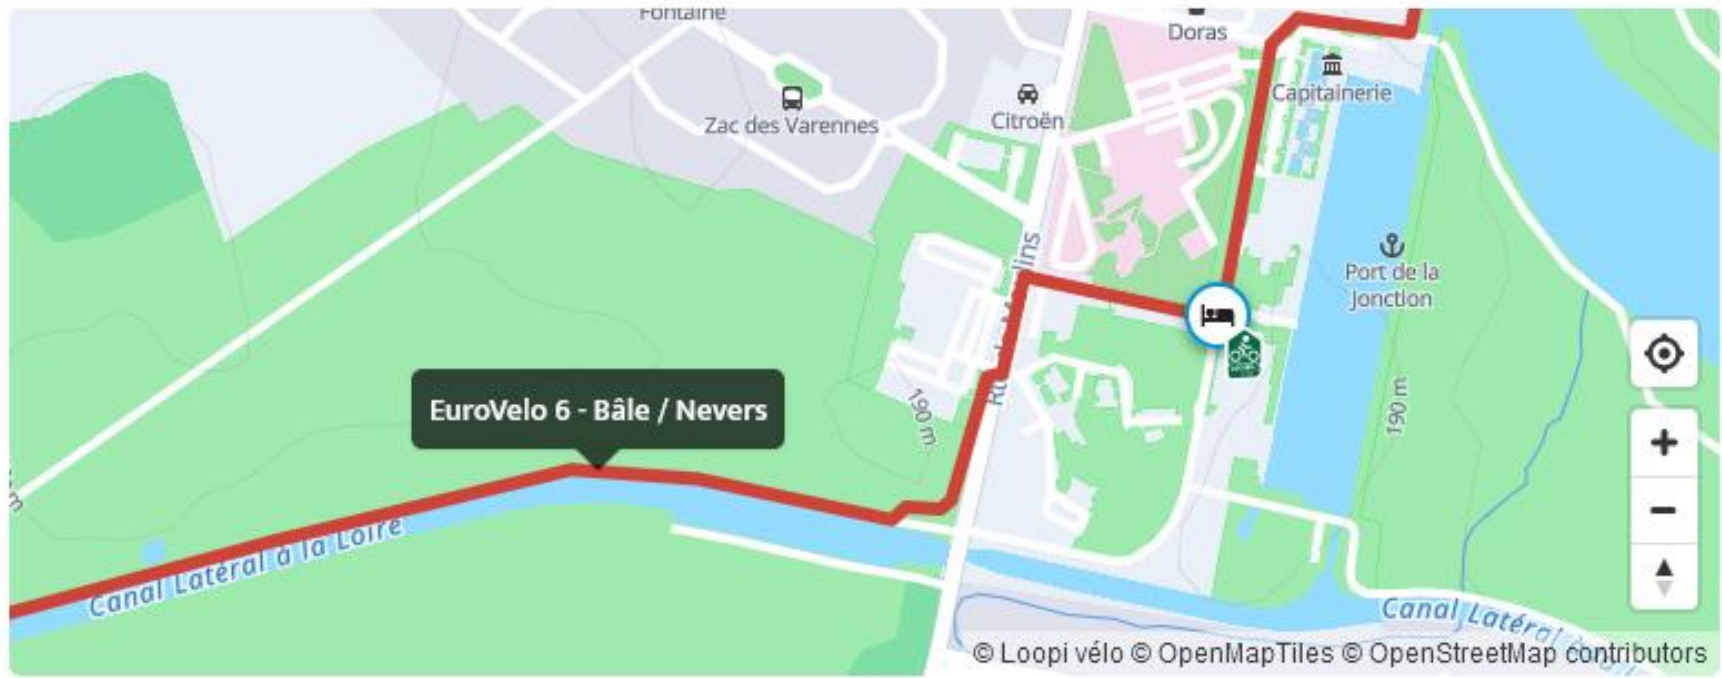 Fontaine
Doras
Capitainerie
Citroën
Zac des Varennes
Port de la
Jonction
EuroVelo 6 - Bâle / Nevers
190 m
190 m
Canal Latéral à la Loire
Canal Latéral
© Loopi vélo © OpenMapTiles © OpenStreetMap contributors